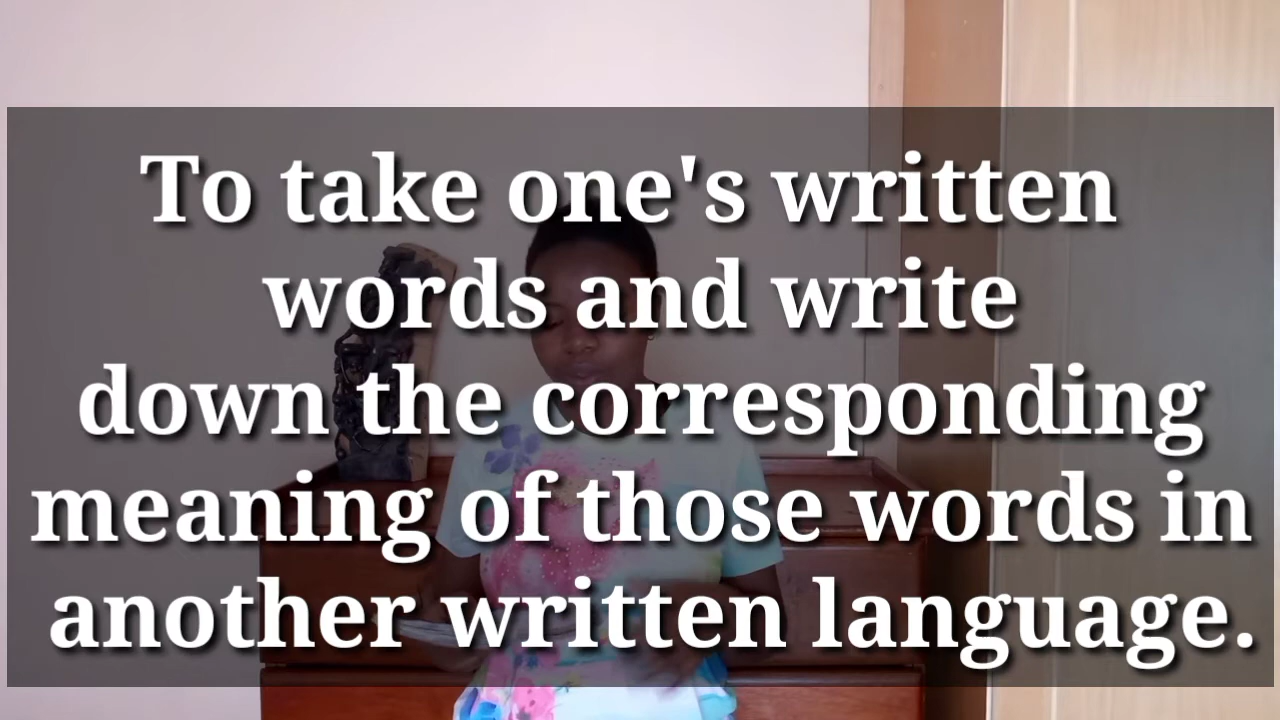 To take one's written
words and write
down the corresponding
meaning of those words in
another written language.